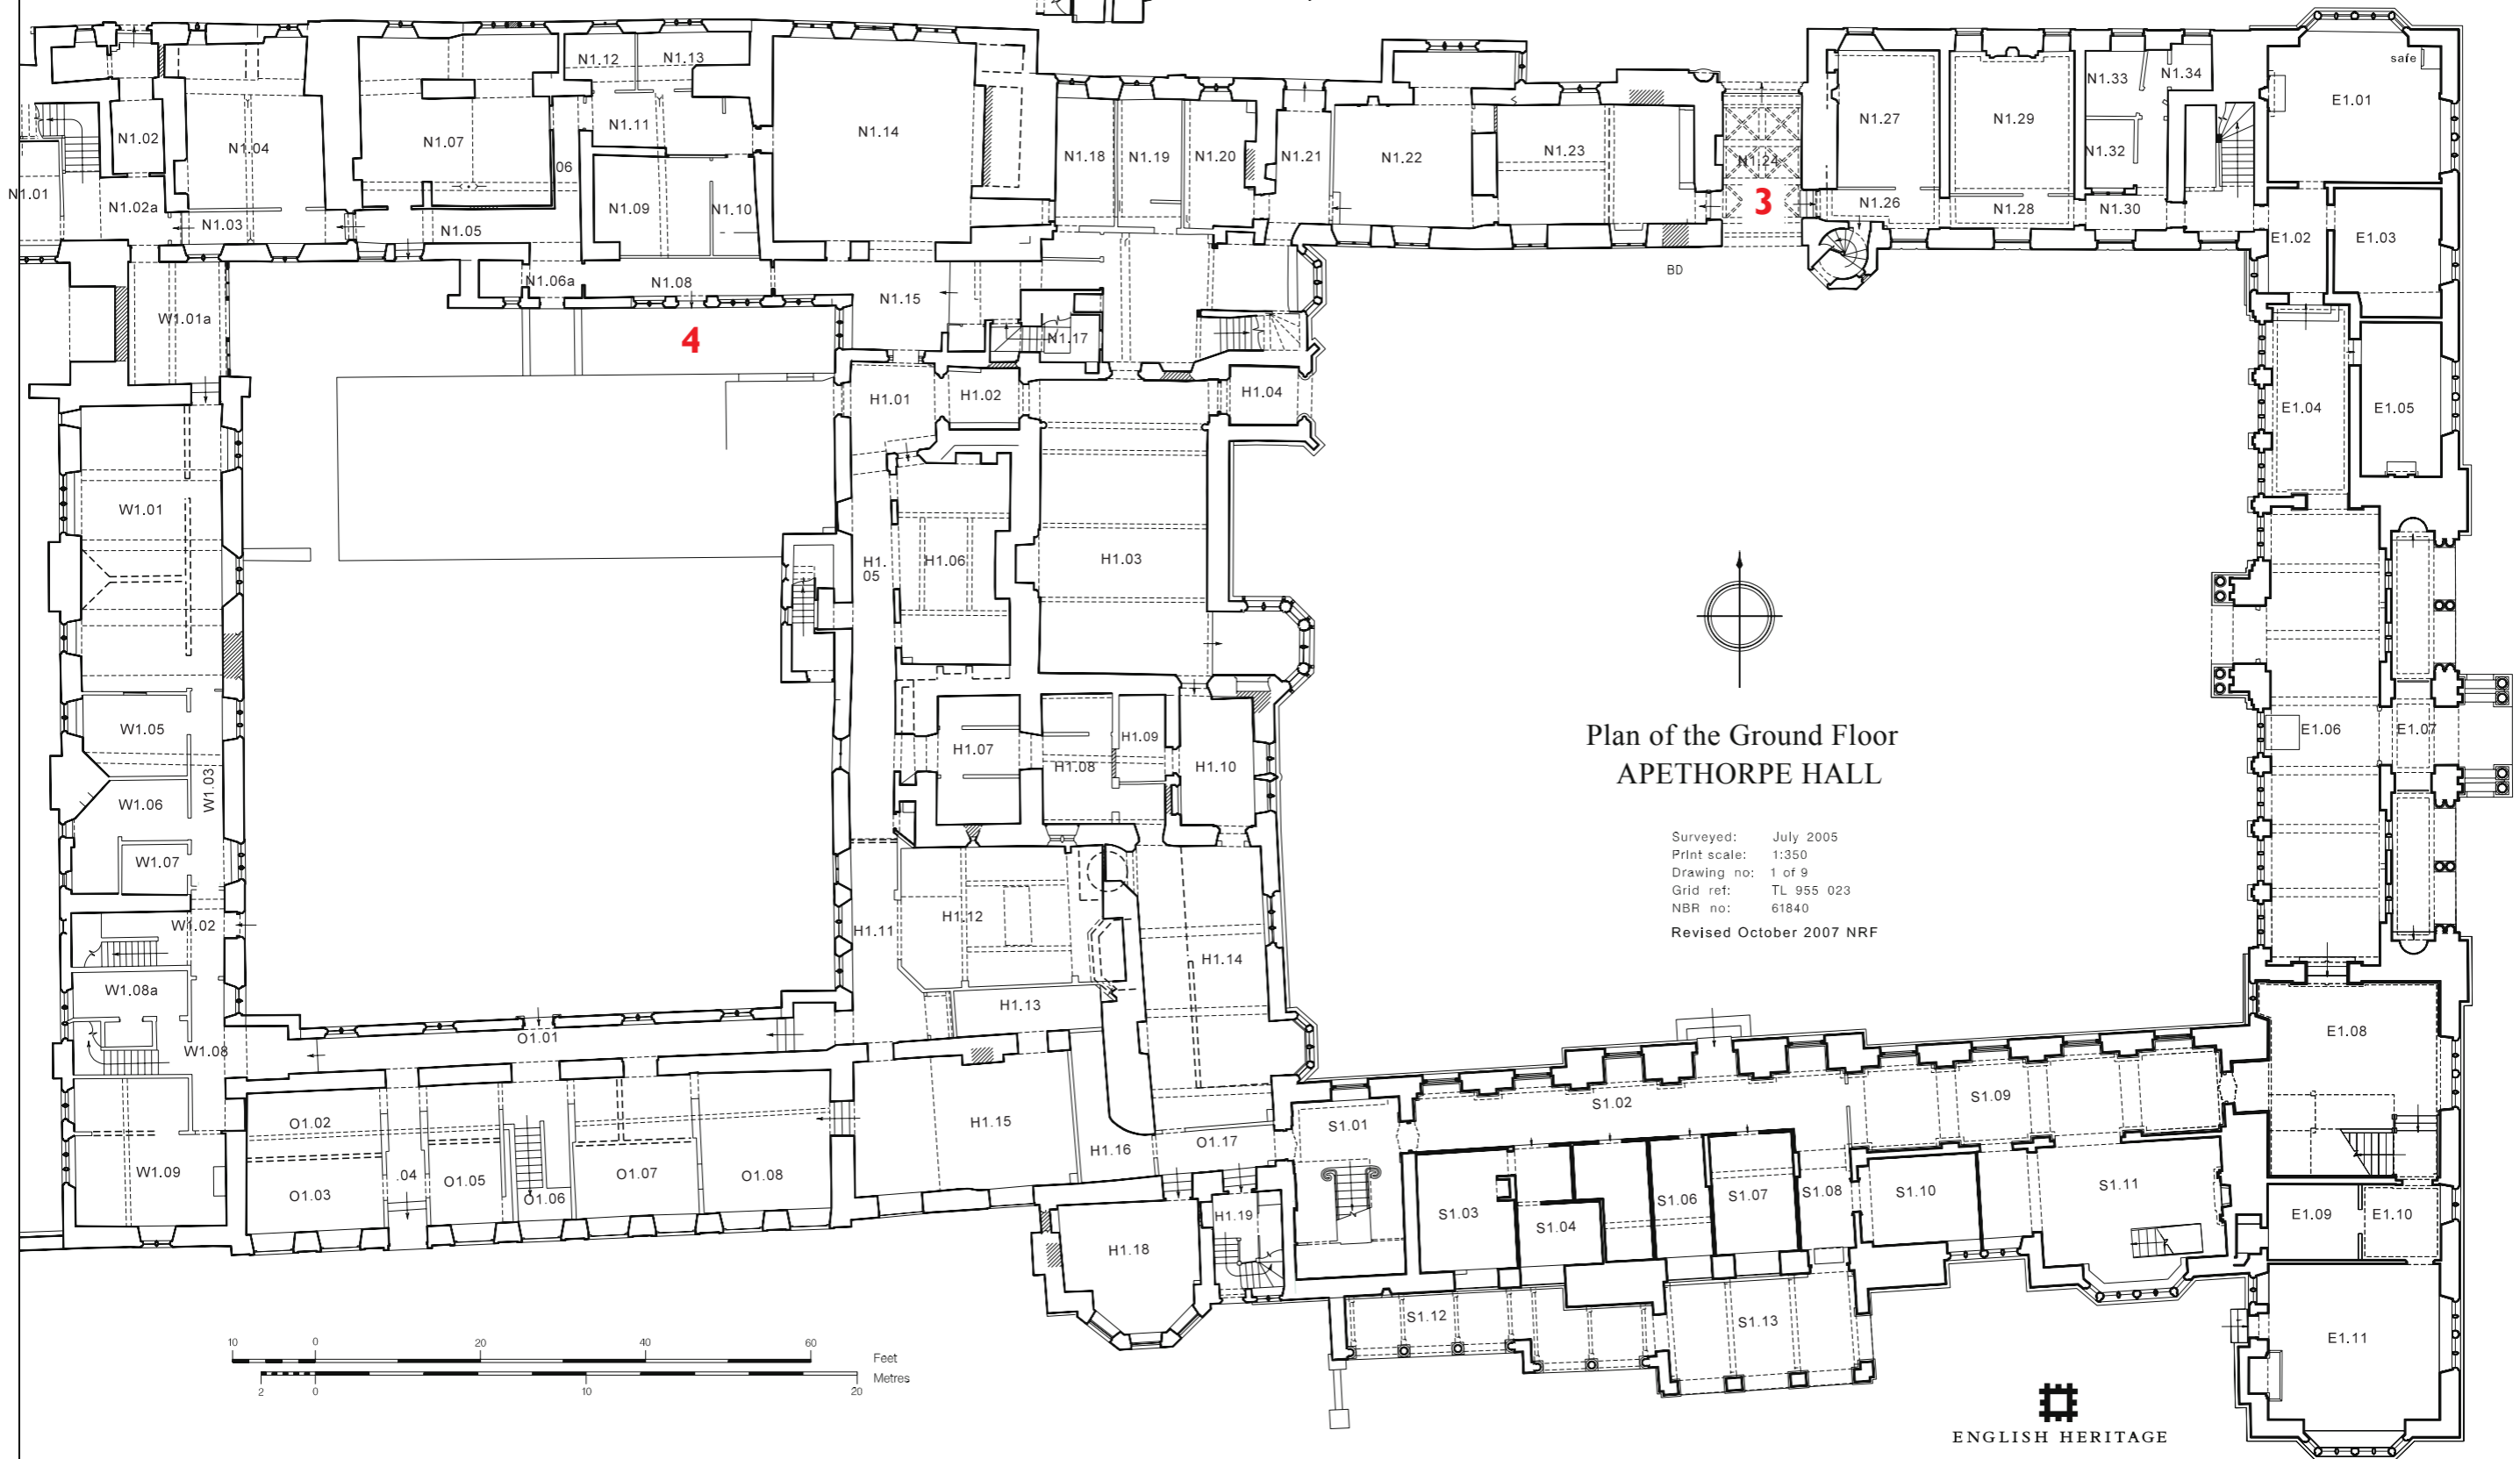 N1.12
N1.13
safe
N1.33
N1.34
E1.01
N1.02
N1.04
N1.07
N1.11
N1.14
N1.18
N1.19
N1.20
N1.21
N1.22
N1.23
N1.24
N1.27
N1.29
N1.32
06
N1.01
N1.02a
N1.03
N1.05
N1.09
N1.10
3
N1.26
N1.28
N1.30
E1.02
E1.03
N1.06a
N1.08
N1.15
BD
W1.01a
4
N1.17
H1.01
H1.02
H1.04
E1.04
E1.05
W1.01
H1.
05
H1.06
H1.03
W1.05
H1.07
H1.08
H1.09
H1.10
Plan of the Ground Floor
APETHORPE HALL
E1.06
E1.07
W1.03
W1.06
W1.07
Surveyed: July 2005
Print scale: 1:350
Drawing no: 1 of 9
Grid ref: TL 955 023
NBR no: 61840
Revised October 2007 NRF
W1.02
H1.11
H1.12
H1.14
W1.08a
H1.13
W1.08
O1.01
E1.08
S1.02
S1.09
O1.02
S1.01
H1.15
H1.16
O1.17
W1.09
O1.03
.04
O1.05
O1.06
O1.07
O1.08
S1.03
S1.04
S1.06
S1.07
S1.08
S1.10
S1.11
H1.18
H1.19
E1.09
E1.10
S1.12
S1.13
E1.11
10 0 20 40 60
Feet
Metres
2 0 10 20
ENGLISH HERITAGE